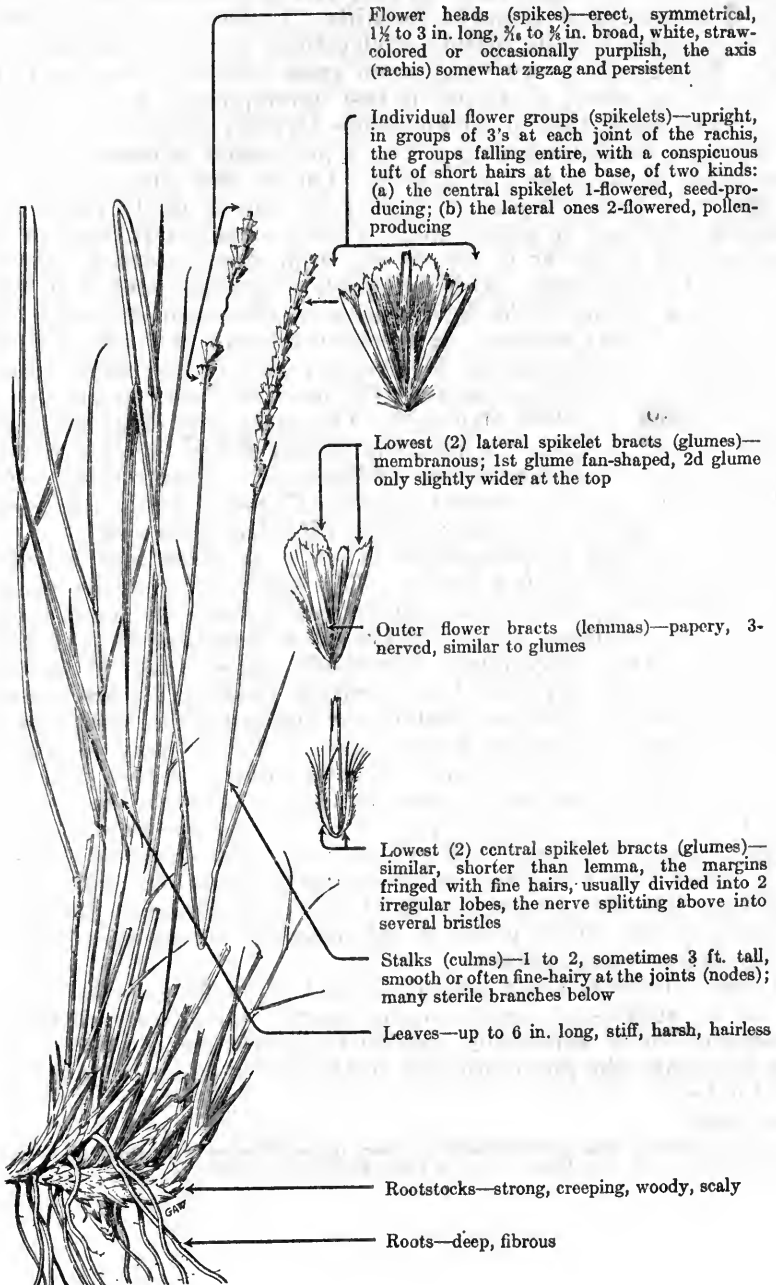 Flower heads (spikes)—erect, symmetrical,
1½ to 3 in. long, 3/16 to 3/8 in. broad, white, straw-
colored or occasionally purplish, the axis
(rachis) somewhat zigzag and persistent
Individual flower groups (spikelets)—upright,
in groups of 3's at each joint of the rachis,
the groups falling entire, with a conspicuous
tuft of short hairs at the base, of two kinds:
(a) the central spikelet 1-flowered, seed-pro-
ducing; (b) the lateral ones 2-flowered, pollen-
producing
Lowest (2) lateral spikelet bracts (glumes)—
membranous; 1st glume fan-shaped, 2d glume
only slightly wider at the top
Outer flower bracts (lemmas)—papery, 3-
nerved, similar to glumes
Lowest (2) central spikelet bracts (glumes)—
similar, shorter than lemma, the margins
fringed with fine hairs, usually divided into 2
irregular lobes, the nerve splitting above into
several bristles
Stalks (culms)—1 to 2, sometimes 3 ft. tall,
smooth or often fine-hairy at the joints (nodes);
many sterile branches below
Leaves—up to 6 in. long, stiff, harsh, hairless
Rootstocks—strong, creeping, woody, scaly
GAW
Roots—deep, fibrous